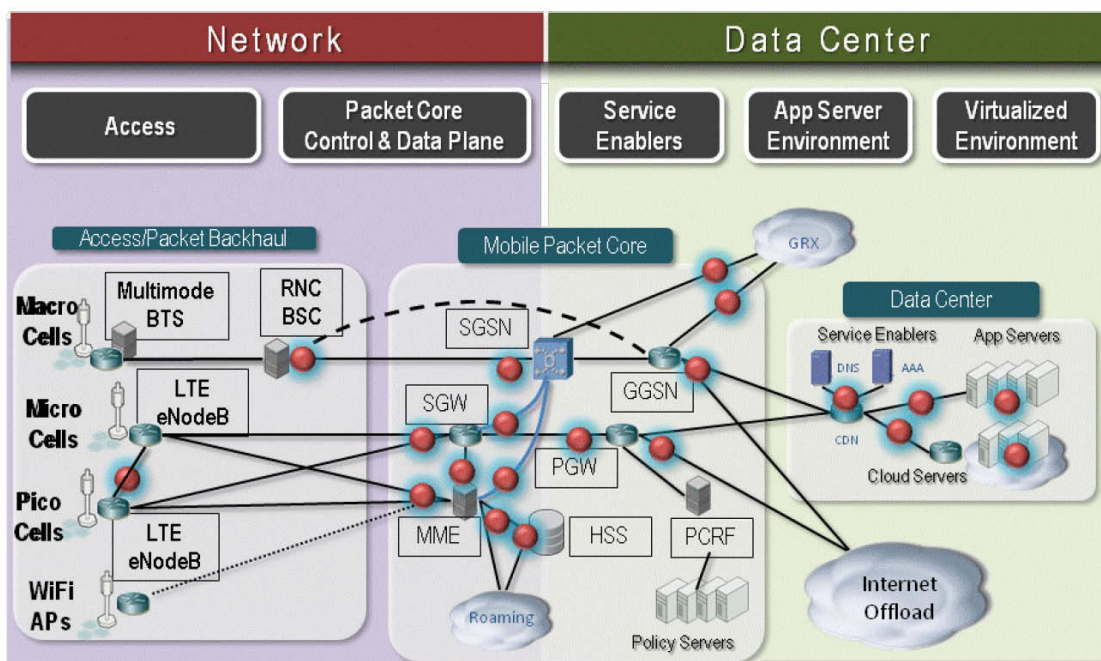 Network
Data Center
Access
Packet Core
Control & Data Plane
Service
Enablers
App Server
Environment
Virtualized
Environment
Access/Packet Backhaul
Mobile Packet Core
GRX
Macro
Cells
Multimode
BTS
RNC
BSC
SGSN
GGSN
Data Center
Service Enablers
App Servers
DNS
AAA
CDN
Cloud Servers
Micro
Cells
LTE
eNodeB
SGW
PGW
Pico
Cells
LTE
eNodeB
MME
HSS
PCRF
WiFi
APs
Roaming
Policy Servers
Internet
Offload